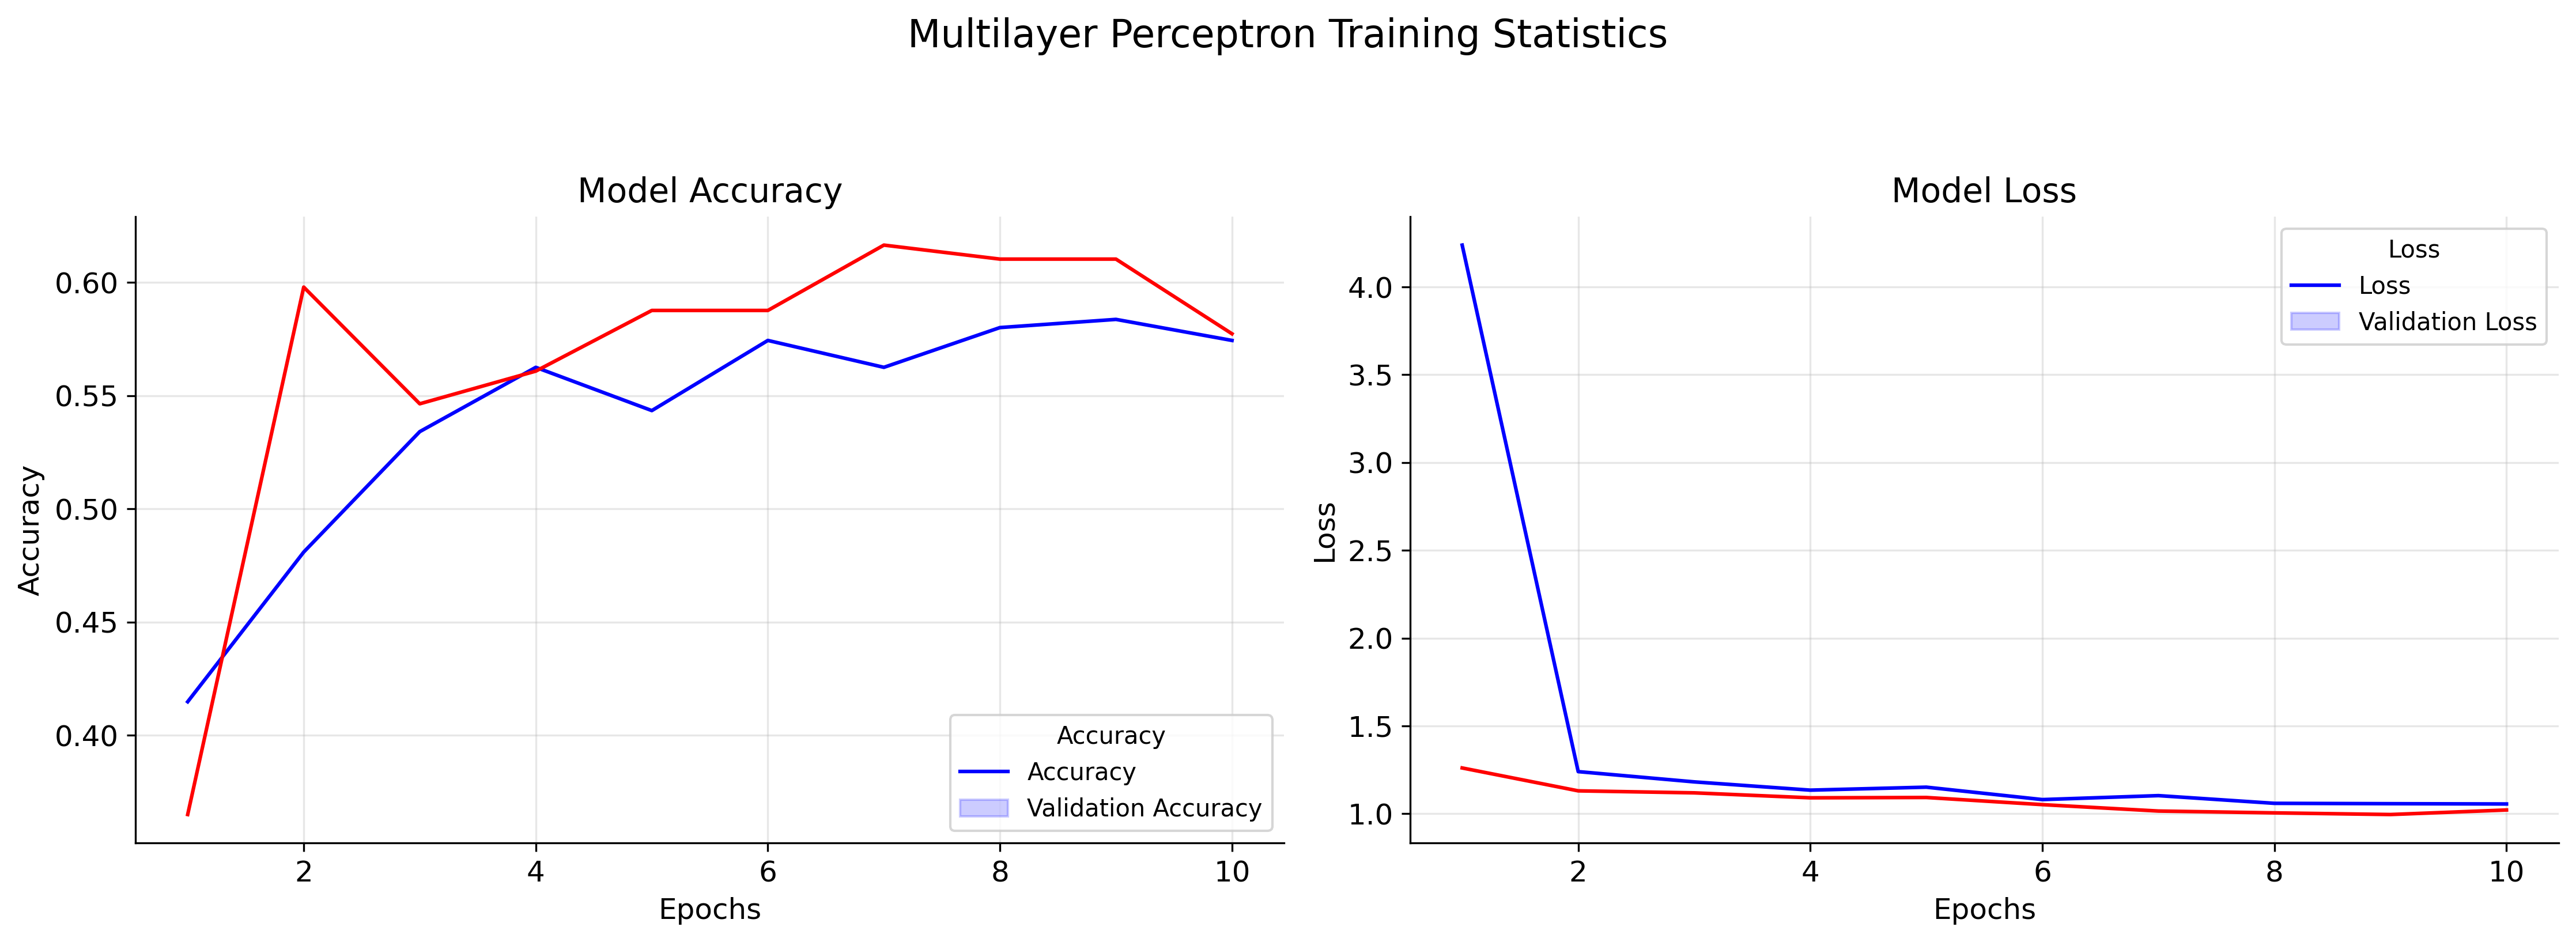 Multilayer Perceptron Training Statistics
Model Accuracy
Accuracy
0.60
0.55
0.50
0.45
0.40
2 4 6 8 10
Epochs
Accuracy
Accuracy
Validation Accuracy
Model Loss
Loss
4.0
3.5
3.0
2.5
2.0
1.5
1.0
2 4 6 8 10
Epochs
Loss
Loss
Validation Loss